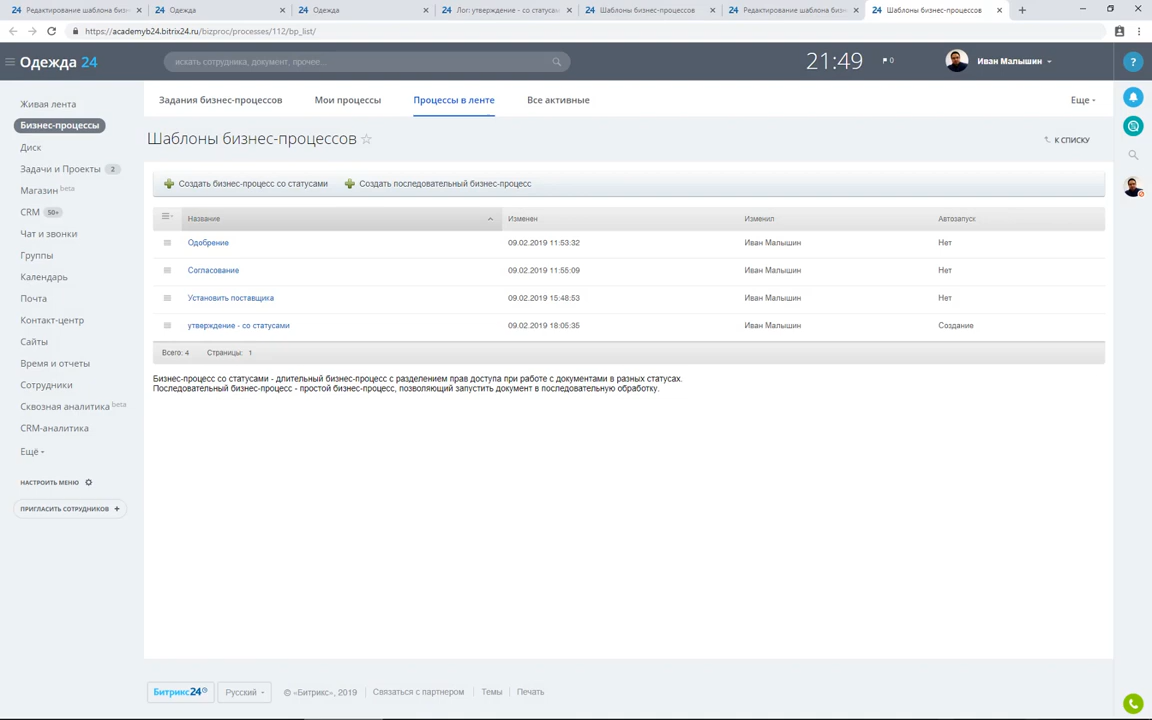 Редактирование шаблона бизн
Одежда
Одежда
Лог: утверждение - со статуса
Шаблоны бизнес-процессов
Редактирование шаблона бизн
Шаблоны бизнес-процессов
https://academyb24.bitrix24.ru/bizproc/processes/112/bp_list/
Одежда 24
искать сотрудника, документ, прочее...
21:49
0
Иван Малышин
Живая лента
Бизнес-процессы
Диск
Задачи и Проекты 2
Магазин beta
CRM 50+
Чат и звонки
Группы
Календарь
Почта
Контакт-центр
Сайты
Время и отчеты
Сотрудники
Сквозная аналитика beta
CRM-аналитика
Ещё
НАСТРОИТЬ МЕНЮ
ПРИГЛАСИТЬ СОТРУДНИКОВ +
Задания бизнес-процессов Мои процессы Процессы в ленте Все активные Еще
Шаблоны бизнес-процессов
К СПИСКУ
Создать бизнес-процесс со статусами Создать последовательный бизнес-процесс
Название Изменен Изменил Автозапуск
Одобрение 09.02.2019 11:53:32 Иван Малышин Нет
Согласование 09.02.2019 11:55:09 Иван Малышин Нет
Установить поставщика 09.02.2019 15:48:53 Иван Малышин Нет
утверждение - со статусами 09.02.2019 18:05:35 Иван Малышин Создание
Всего: 4 Страницы: 1
Бизнес-процесс со статусами - длительный бизнес-процесс с разделением прав доступа при работе с документами в разных статусах.
Последовательный бизнес-процесс - простой бизнес-процесс, позволяющий запустить документ в последовательную обработку.
Битрикс24 Русский © «Битрикс», 2019 Связаться с партнером Темы Печать